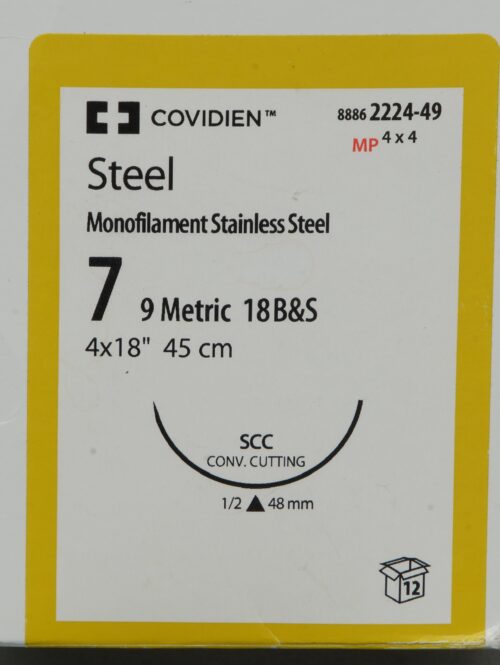 COVIDIEN™
8886 2224-49
MP 4 x 4
Steel
Monofilament Stainless Steel
7 9 Metric 18 B&S
4x18" 45 cm
SCC
CONV. CUTTING
1/2 ▲ 48 mm
12